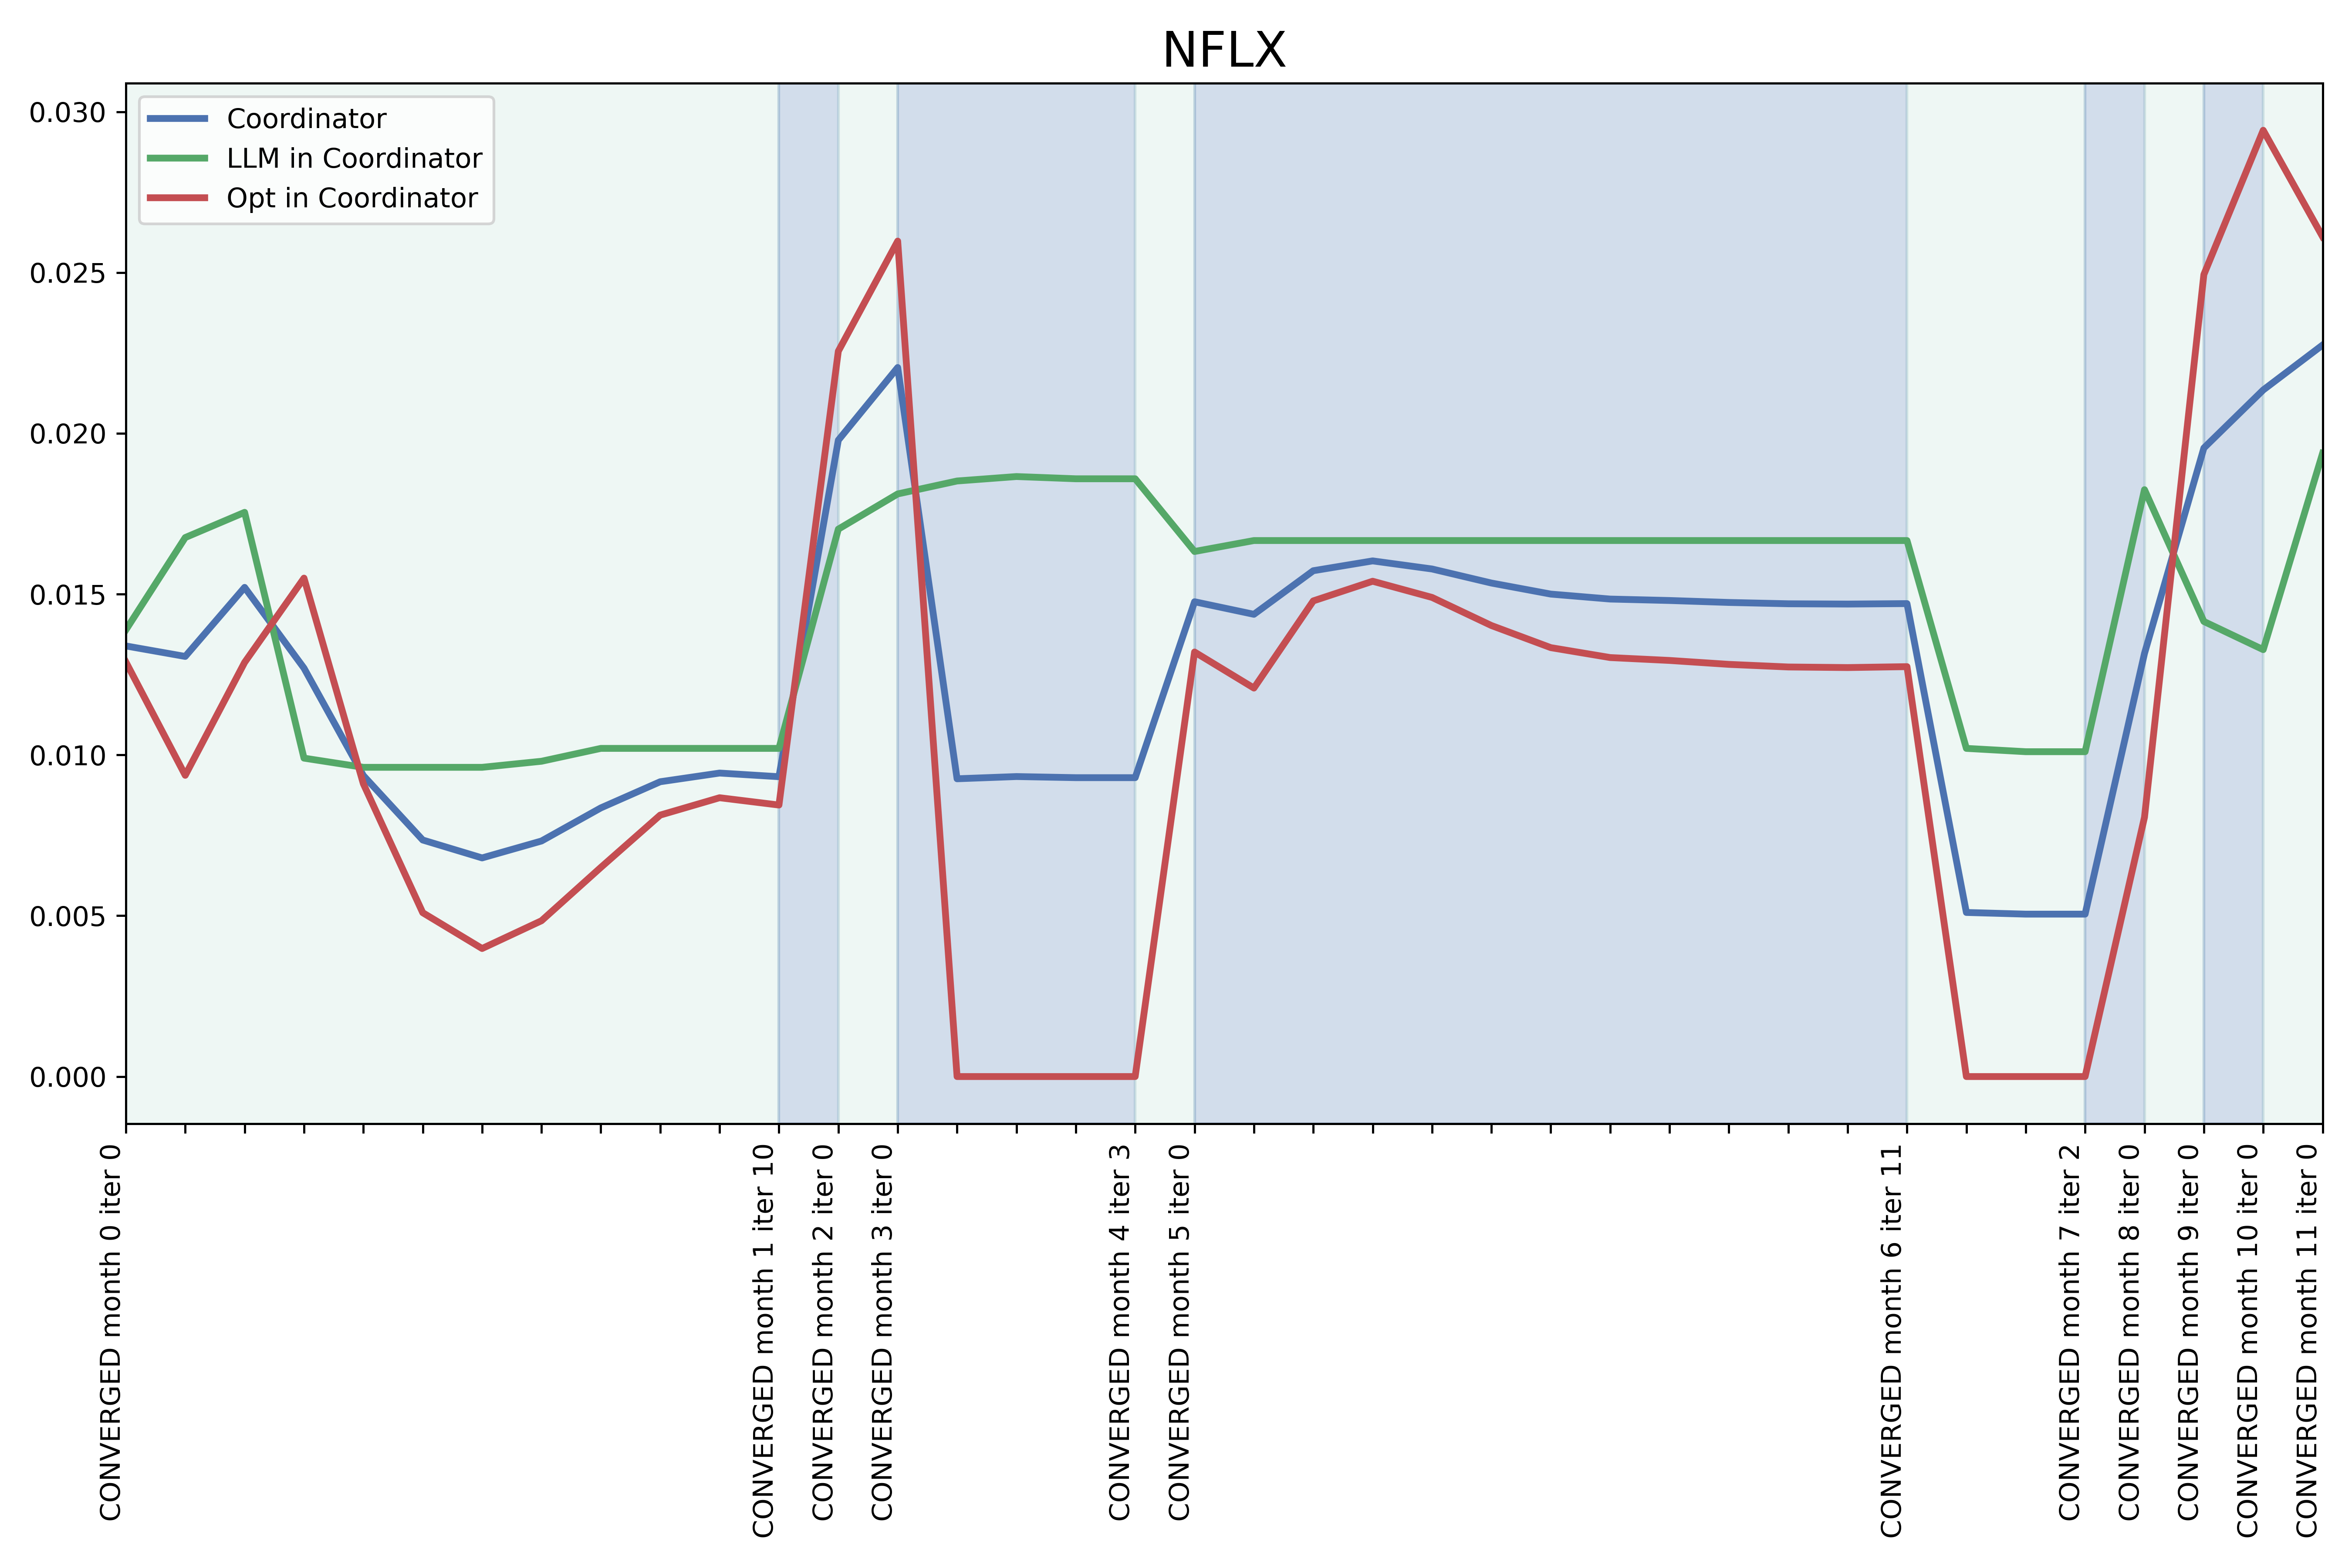 NFLX
0.030
0.025
0.020
0.015
0.010
0.005
0.000
Coordinator
LLM in Coordinator
Opt in Coordinator
CONVERGED month 0 iter 0
CONVERGED month 1 iter 10
CONVERGED month 2 iter 0
CONVERGED month 3 iter 0
CONVERGED month 4 iter 3
CONVERGED month 5 iter 0
CONVERGED month 6 iter 11
CONVERGED month 7 iter 2
CONVERGED month 8 iter 0
CONVERGED month 9 iter 0
CONVERGED month 10 iter 0
CONVERGED month 11 iter 0